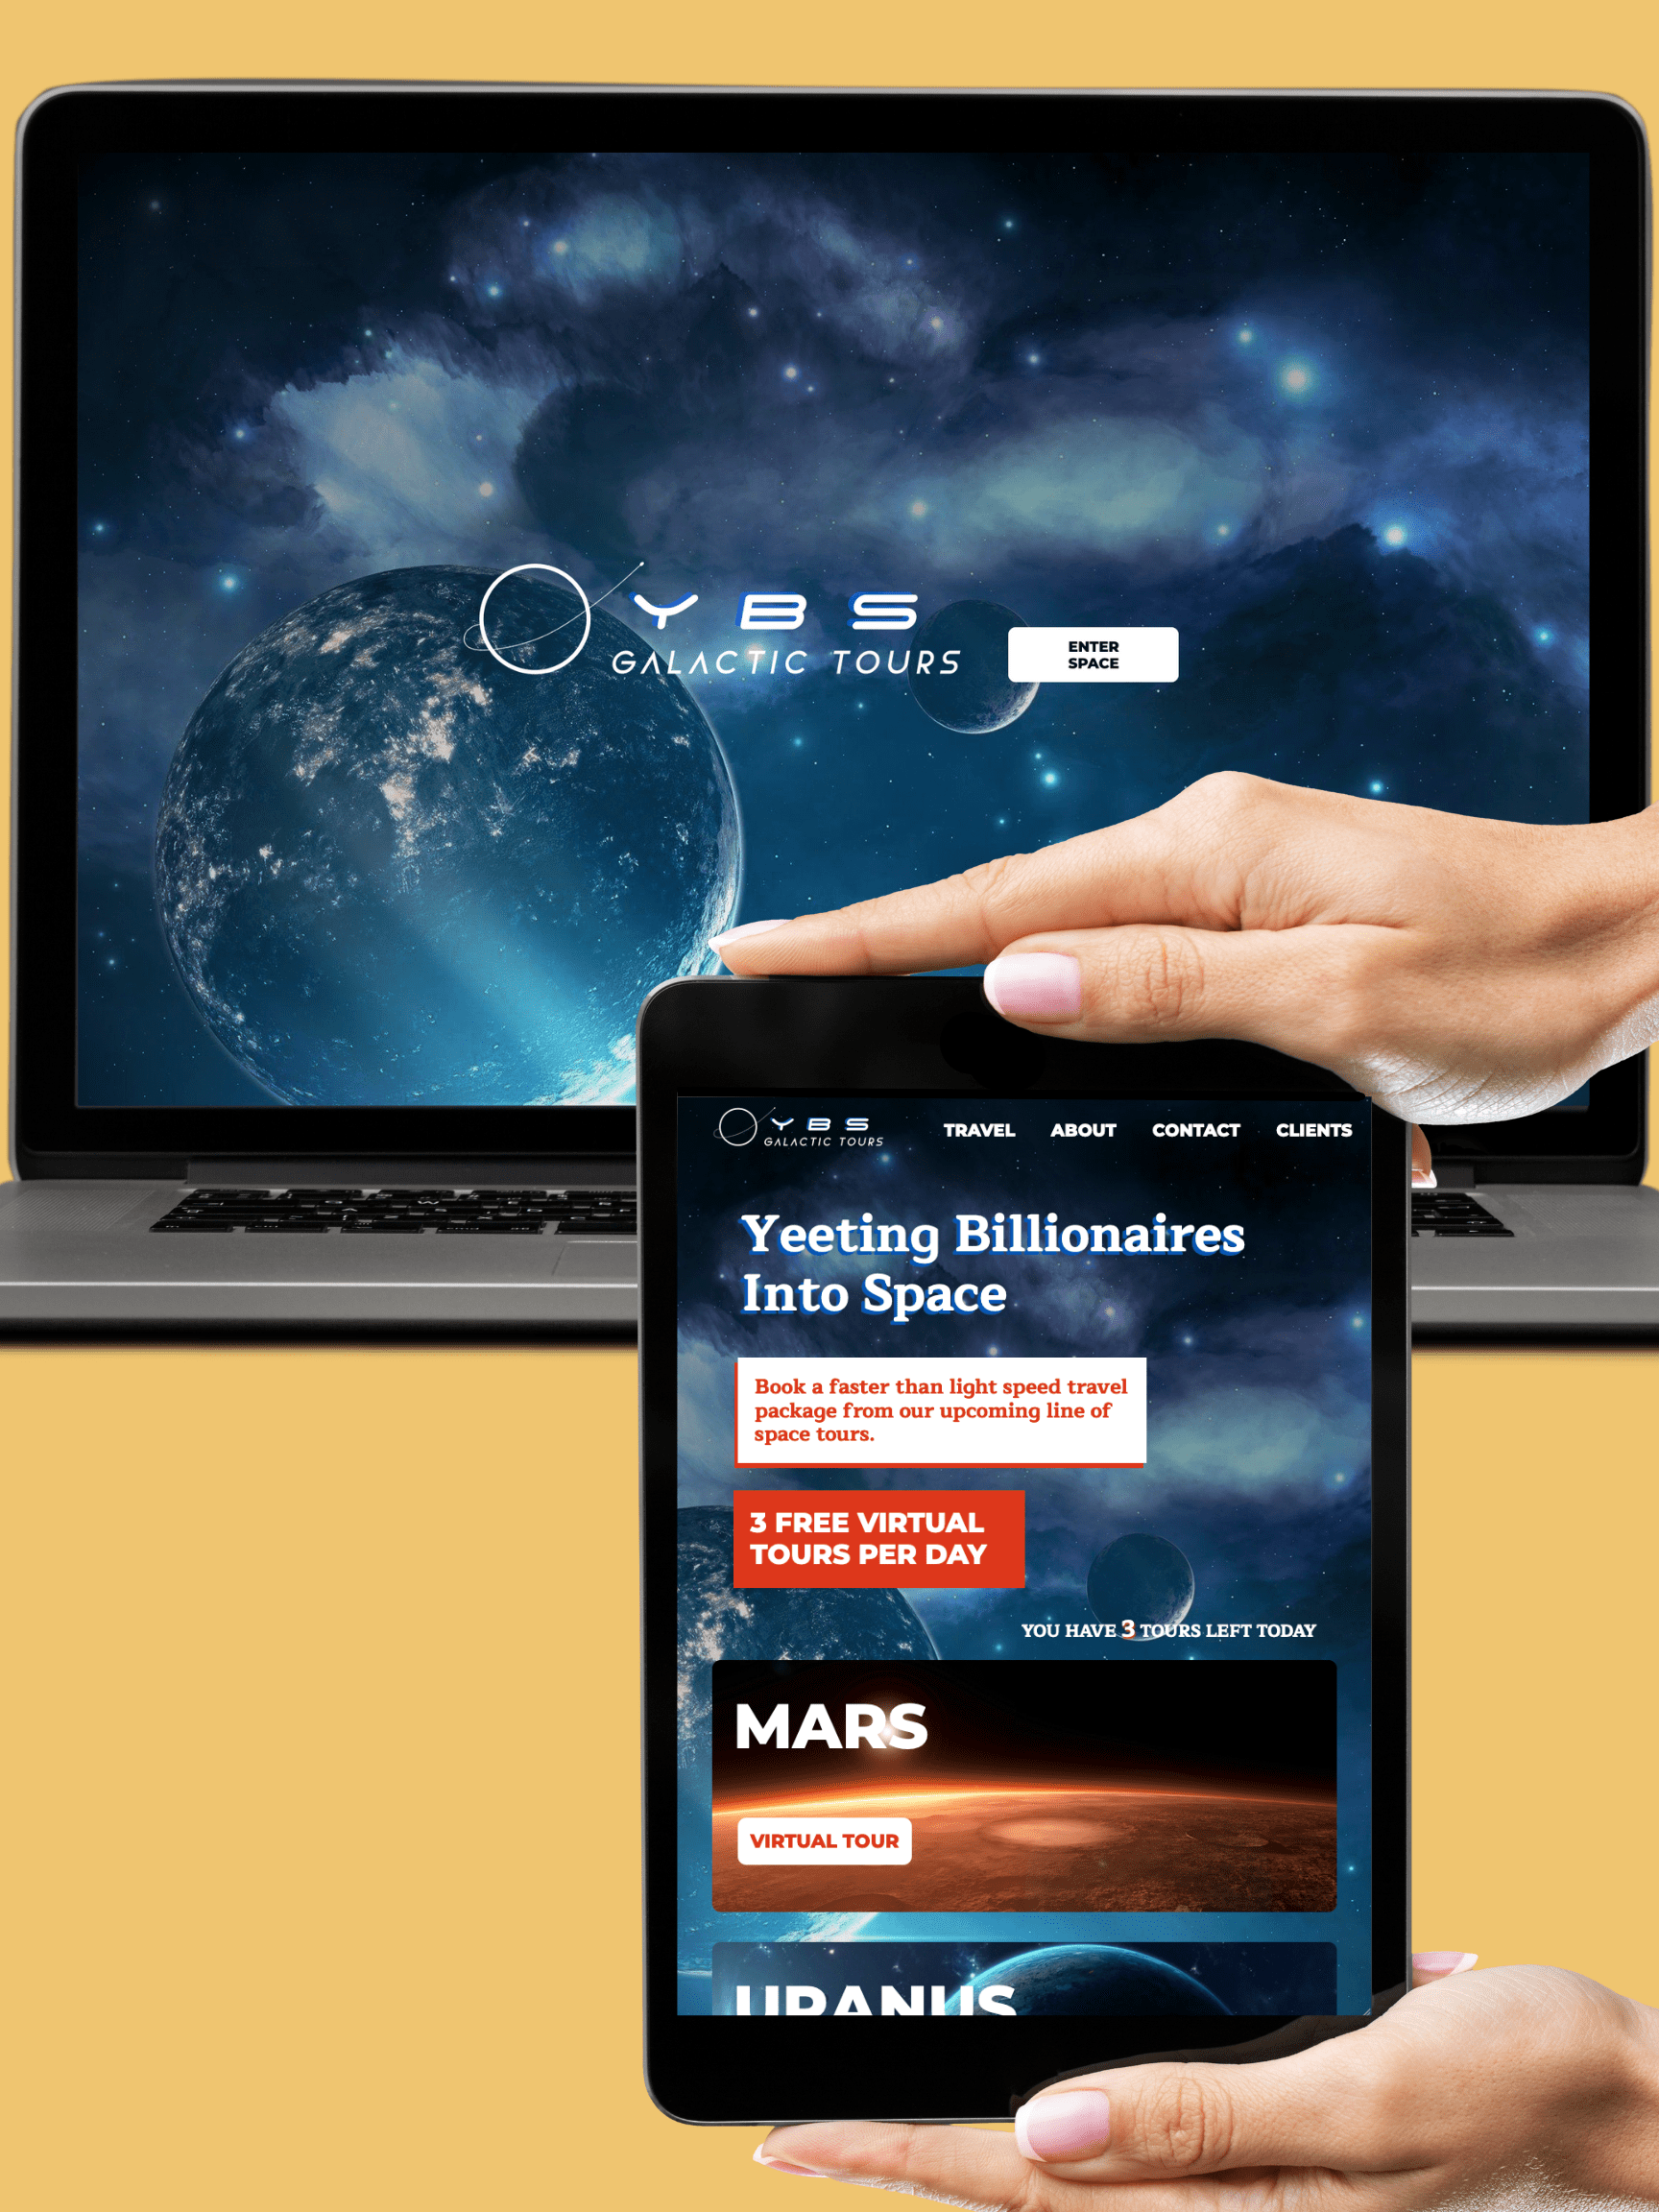 Y B S
GALACTIC TOURS
ENTER
SPACE
Y B S
GALACTIC TOURS
TRAVEL ABOUT CONTACT CLIENTS
Yeeting Billionaires
Into Space
Book a faster than light speed travel
package from our upcoming line of
space tours.
3 FREE VIRTUAL
TOURS PER DAY
YOU HAVE 3 TOURS LEFT TODAY
MARS
VIRTUAL TOUR
URANUS